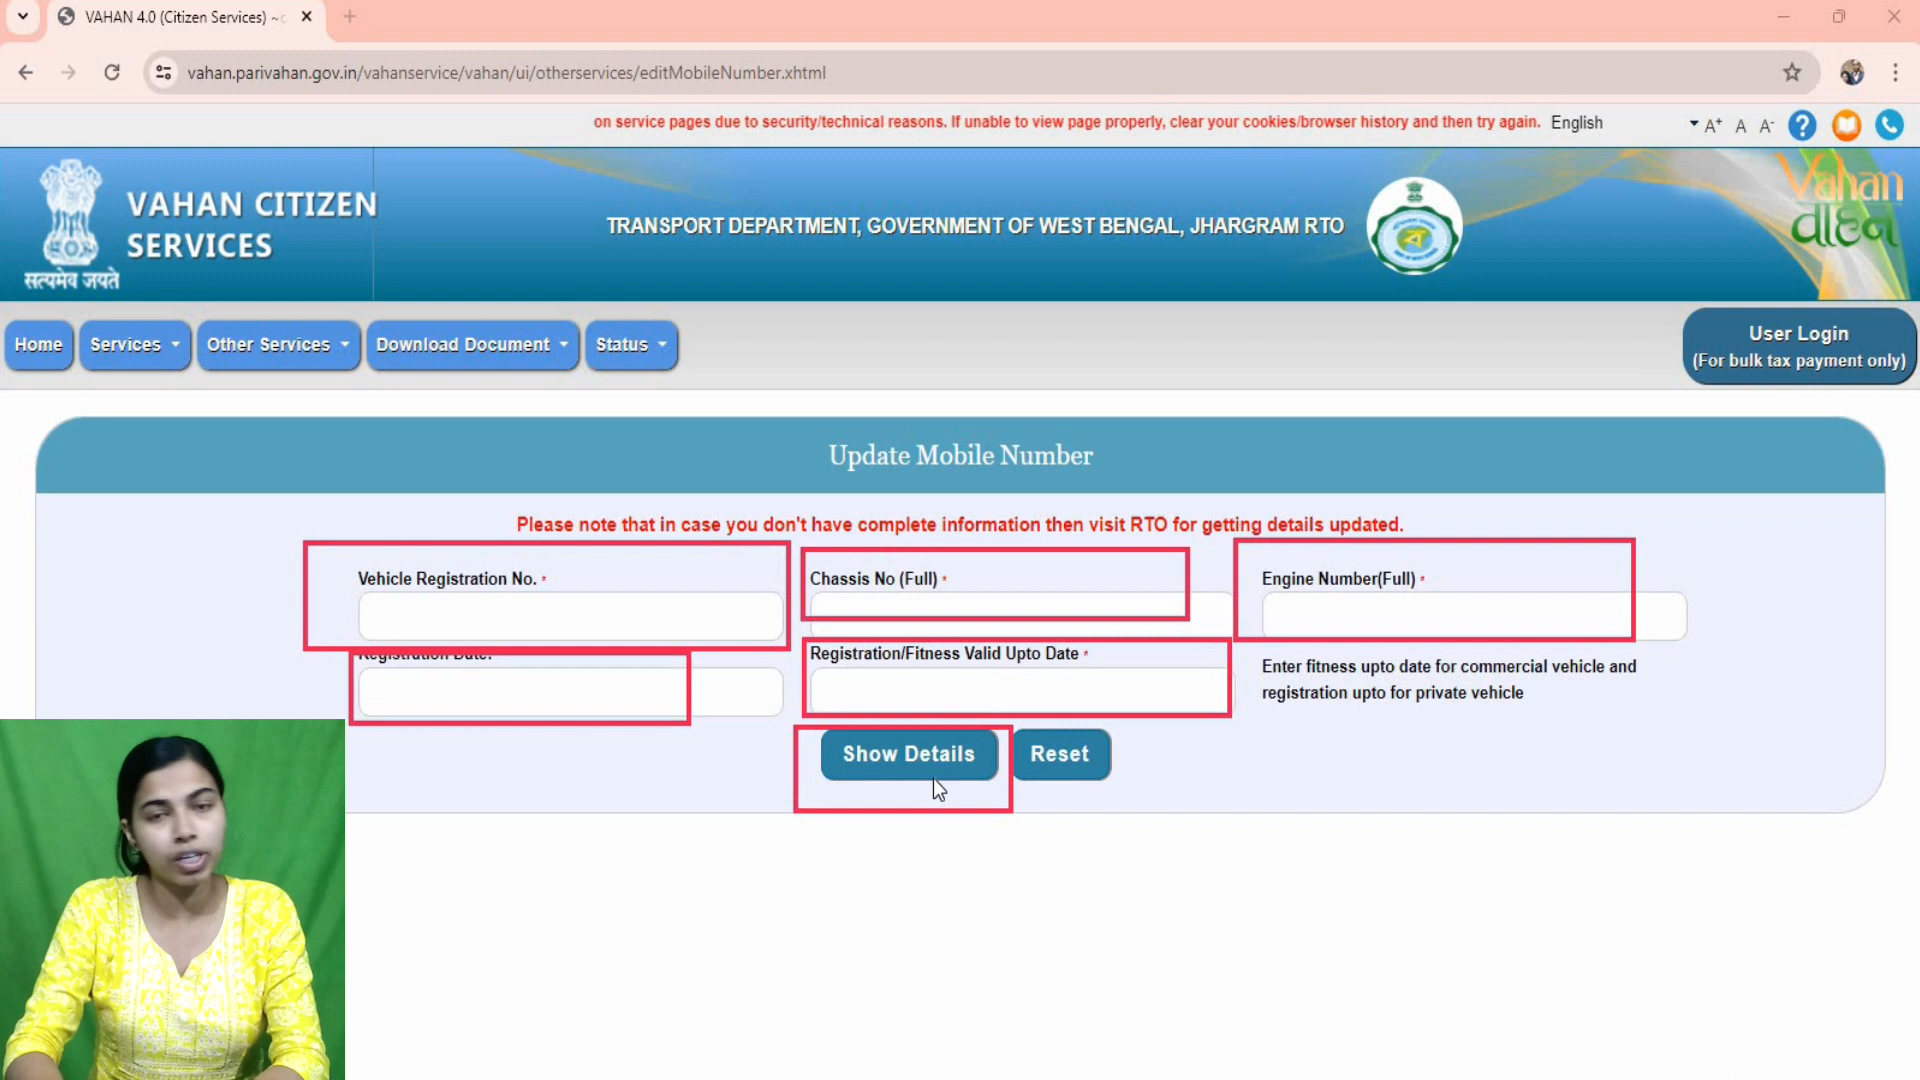 VAHAN 4.0 (Citizen Services)
vahan.parivahan.gov.in/vahanservice/vahan/ui/otherservices/editMobileNumber.xhtml
on service pages due to security/technical reasons. If unable to view page properly, clear your cookies/browser history and then try again. English A+ A A- ?
VAHAN CITIZEN
SERVICES
सत्यमेव जयते
TRANSPORT DEPARTMENT, GOVERNMENT OF WEST BENGAL, JHARGRAM RTO
Vahan
वाहन
Home Services Other Services Download Document Status
User Login
(For bulk tax payment only)
Update Mobile Number
Please note that in case you don't have complete information then visit RTO for getting details updated.
Vehicle Registration No. * Chassis No (Full) * Engine Number(Full) *
Registration Date. Registration/Fitness Valid Upto Date *
Enter fitness upto date for commercial vehicle and
registration upto for private vehicle
Show Details Reset